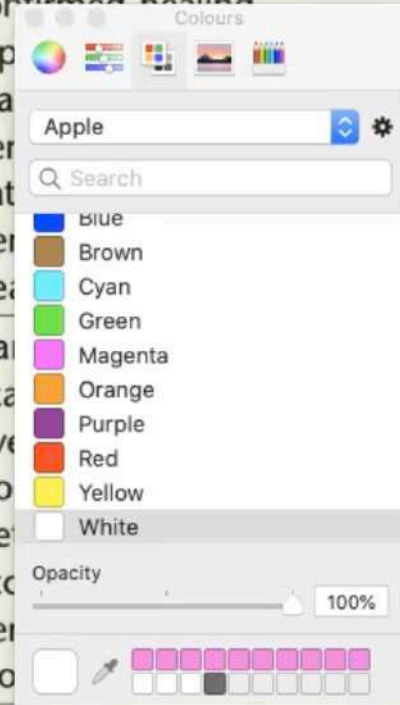 Colours
Apple
Search
Blue
Brown
Cyan
Green
Magenta
Orange
Purple
Red
Yellow
White
Opacity
100%